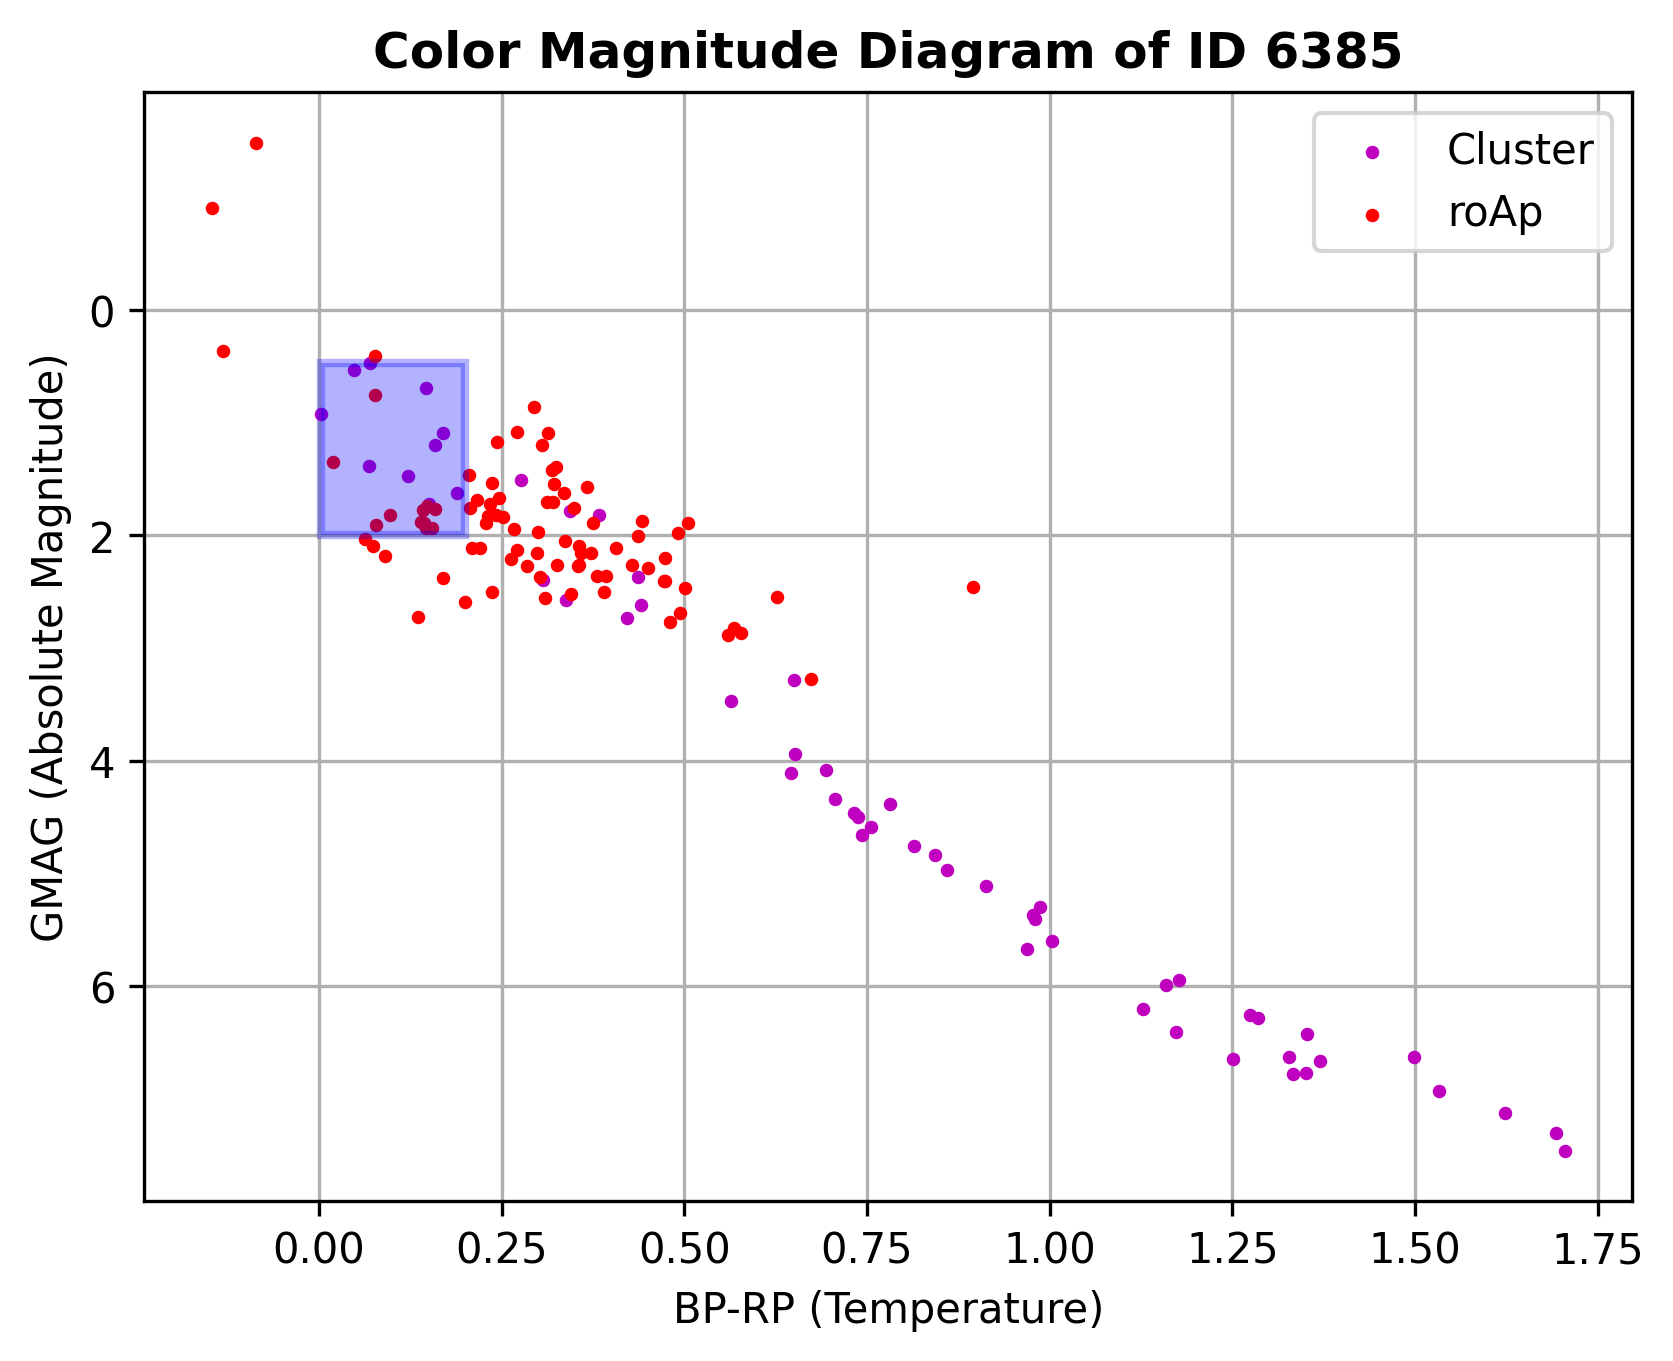 Color Magnitude Diagram of ID 6385
Cluster
roAp
GMAG (Absolute Magnitude)
0
2
4
6
0.00 0.25 0.50 0.75 1.00 1.25 1.50 1.75
BP-RP (Temperature)